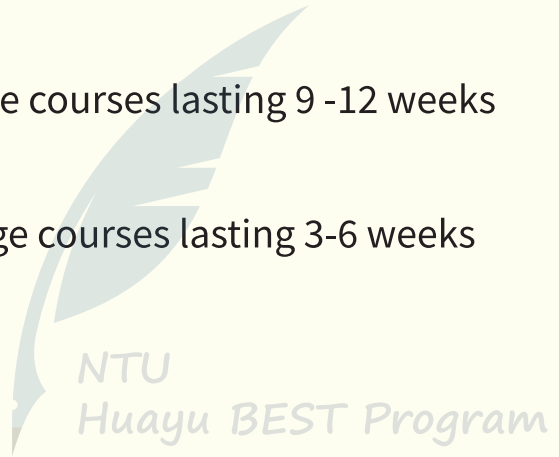 e courses lasting 9 -12 weeks
ge courses lasting 3-6 weeks
NTU
Huayu BEST Program